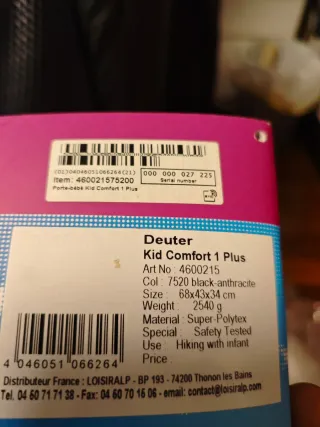 (01)04046051066264(21)
000 000 027 225
Serial number
Item: 460021575200
Porte-bébé Kid Comfort 1 Plus
Deuter
Kid Comfort 1 Plus
Art No : 4600215
Col : 7520 black-anthracite
Size : 68x43x34 cm
Weight : 2540 g
Material : Super-Polytex
Special : Safety Tested
Use : Hiking with infant
Price :
4 046051 066264
Distributeur France : LOISIRALP - BP 193 - 74200 Thonon les Bains
Tel. 04 60 71 71 38 - Fax: 04 60 70 16 06 - email: contact@loisiralp.com